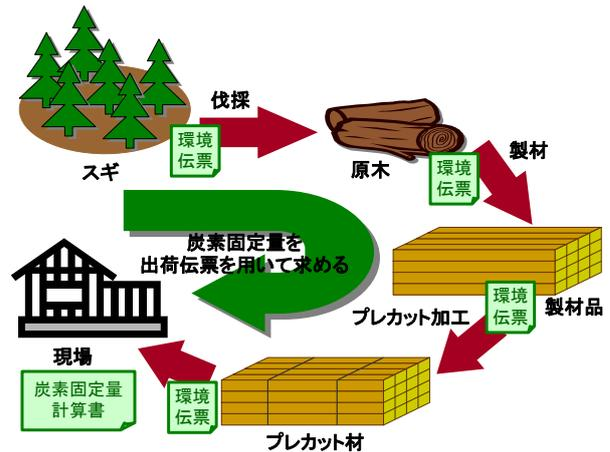 伐採
環境
伝票
スギ
原木
製材
環境
伝票
炭素固定量を
出荷伝票を用いて求める
プレカット加工
環境
伝票
製材品
現場
炭素固定量
計算書
環境
伝票
プレカット材